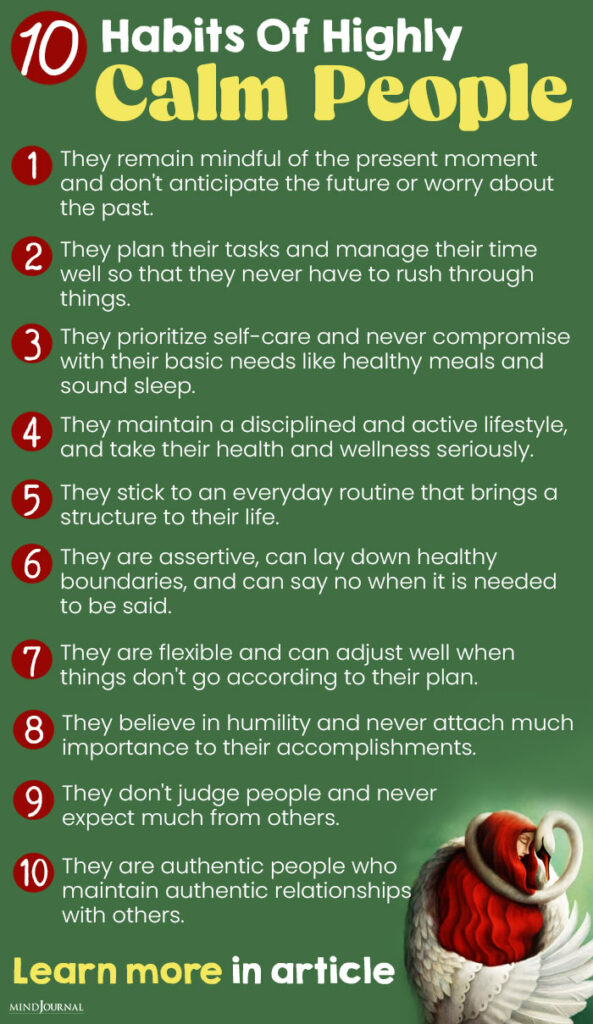 10 Habits Of Highly
Calm People
1 They remain mindful of the present moment
and don't anticipate the future or worry about
the past.
2 They plan their tasks and manage their time
well so that they never have to rush through
things.
3 They prioritize self-care and never compromise
with their basic needs like healthy meals and
sound sleep.
4 They maintain a disciplined and active lifestyle,
and take their health and wellness seriously.
5 They stick to an everyday routine that brings a
structure to their life.
6 They are assertive, can lay down healthy
boundaries, and can say no when it is needed
to be said.
7 They are flexible and can adjust well when
things don't go according to their plan.
8 They believe in humility and never attach much
importance to their accomplishments.
9 They don't judge people and never
expect much from others.
10 They are authentic people who
maintain authentic relationships
with others.
Learn more in article
MINDJOURNAL